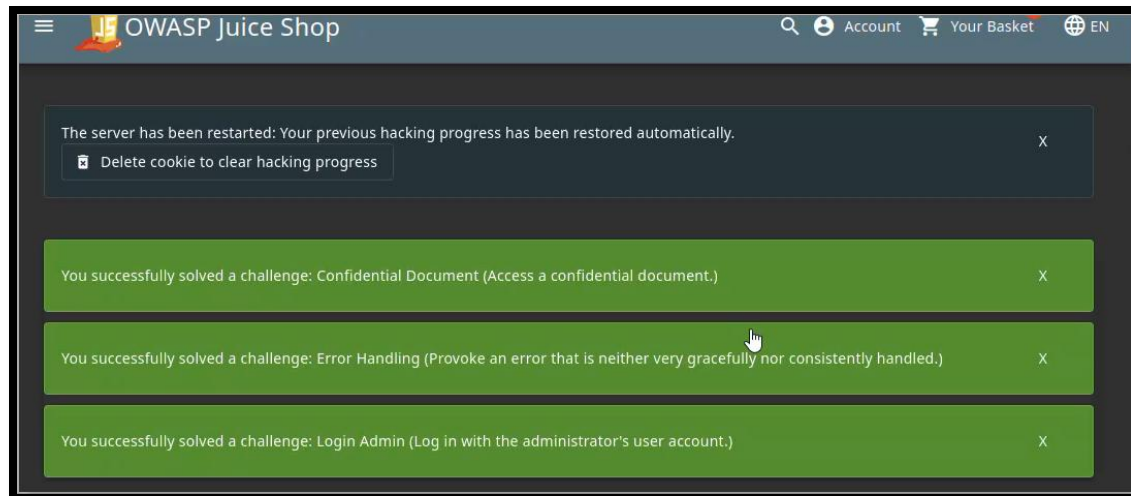 JS OWASP Juice Shop Account Your Basket EN
The server has been restarted: Your previous hacking progress has been restored automatically. X
Delete cookie to clear hacking progress
You successfully solved a challenge: Confidential Document (Access a confidential document.) X
You successfully solved a challenge: Error Handling (Provoke an error that is neither very gracefully nor consistently handled.) X
You successfully solved a challenge: Login Admin (Log in with the administrator's user account.) X